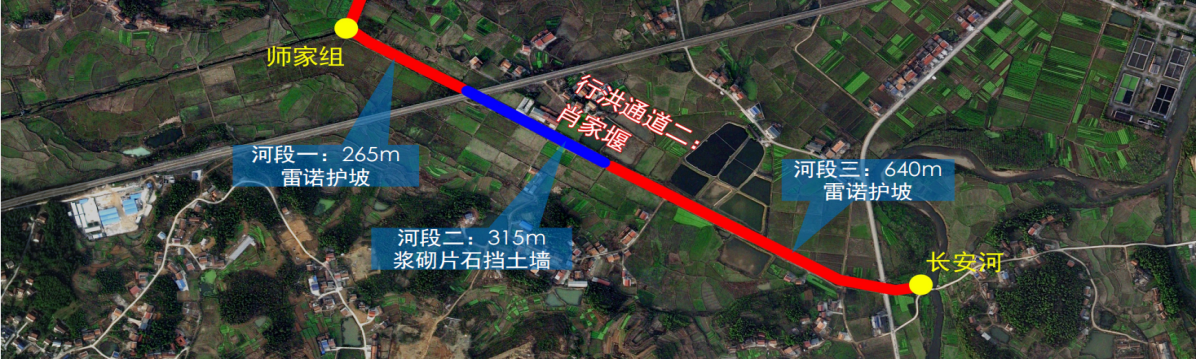 师家组
行洪通道二：
肖家堰
河段一：265m
雷诺护坡
河段二：315m
浆砌片石挡土墙
河段三：640m
雷诺护坡
长安河